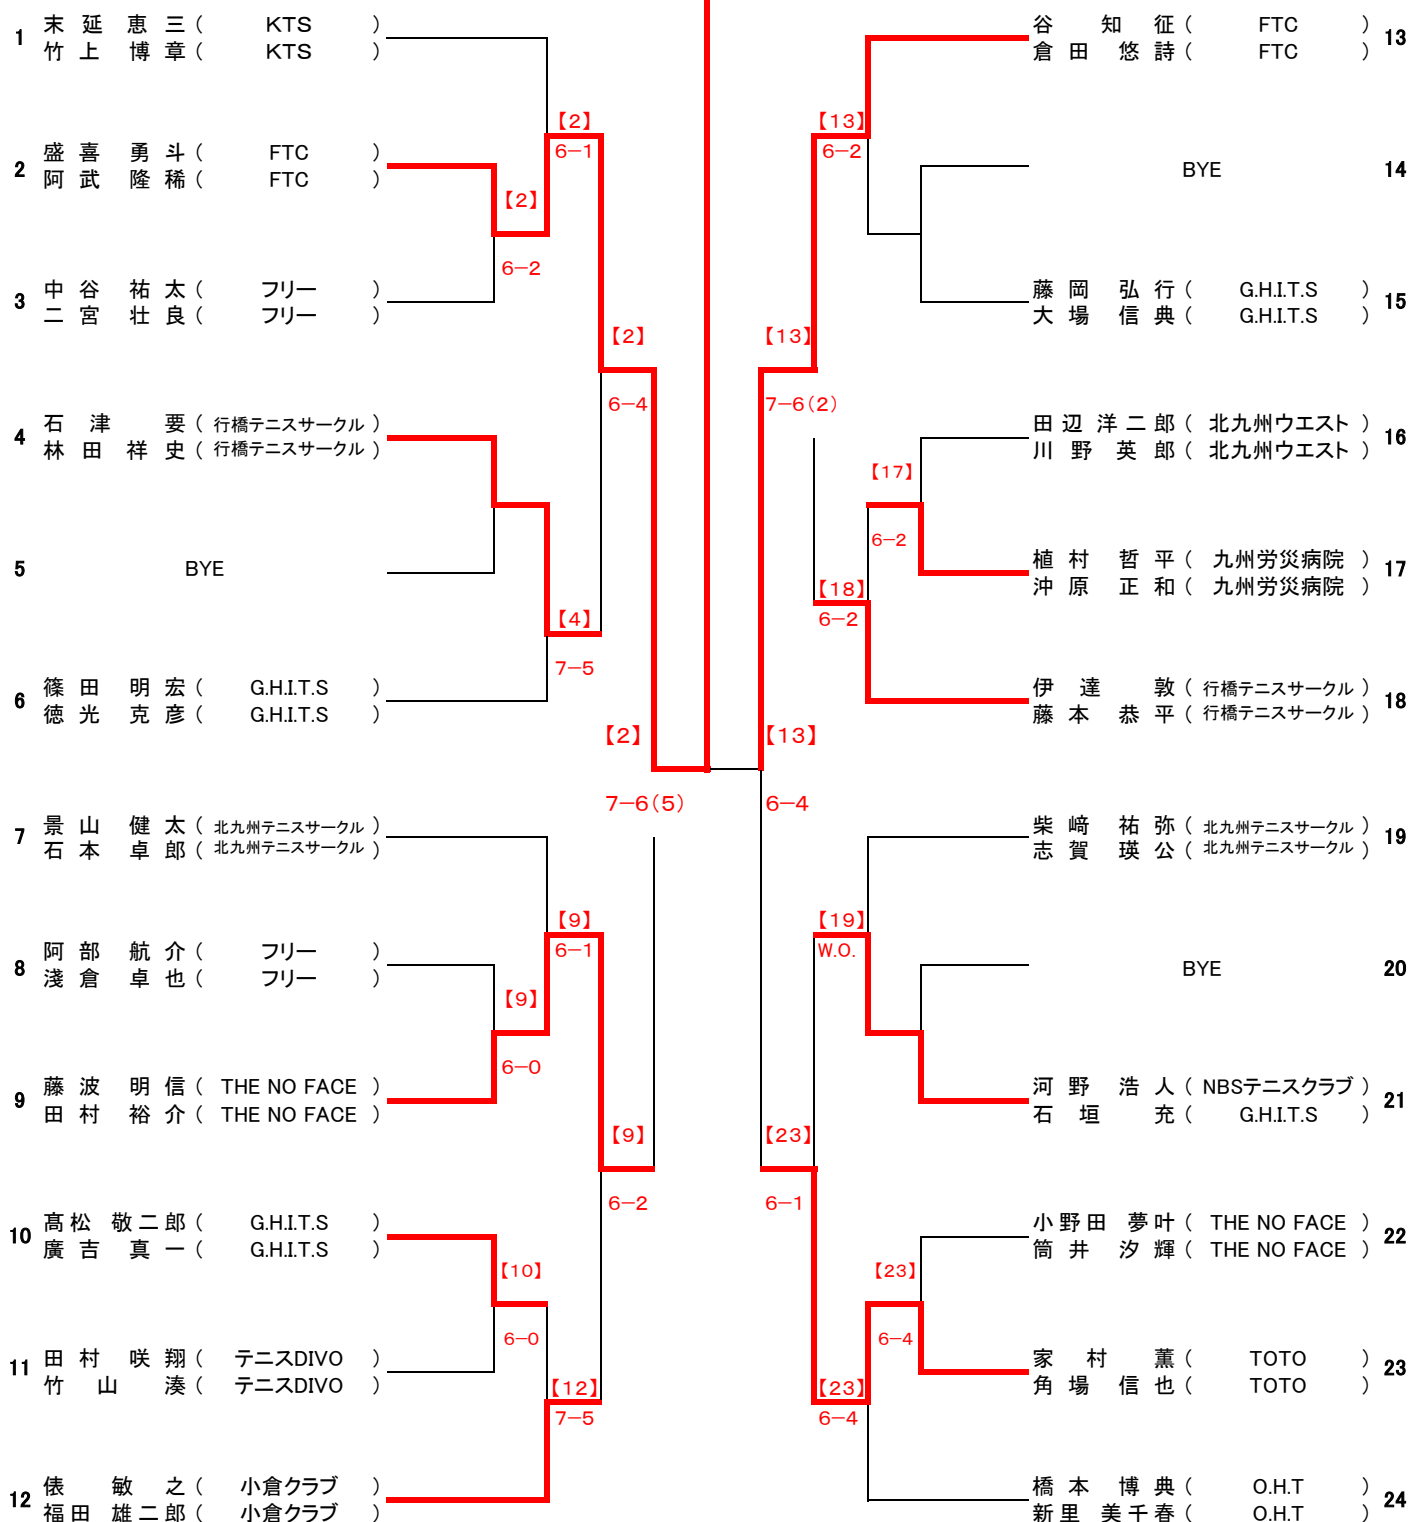 1 末延 恵三 ( KTS )
竹上 博章 ( KTS )
【2】
6-1
2 盛喜 勇斗 ( FTC )
阿武 隆稀 ( FTC )
【2】
6-2
3 中谷 祐太 ( フリー )
二宮 壮良 ( フリー )
【2】
6-4
4 石津 要 ( 行橋テニスサークル )
林田 祥史 ( 行橋テニスサークル )
5 BYE
【4】
7-5
6 篠田 明宏 ( G.H.I.T.S )
徳光 克彦 ( G.H.I.T.S )
【2】
7-6(5)
7 景山 健太 ( 北九州テニスサークル )
石本 卓郎 ( 北九州テニスサークル )
【9】
6-1
8 阿部 航介 ( フリー )
淺倉 卓也 ( フリー )
【9】
6-0
9 藤波 明信 ( THE NO FACE )
田村 裕介 ( THE NO FACE )
【9】
6-2
10 髙松 敬二郎 ( G.H.I.T.S )
廣吉 真一 ( G.H.I.T.S )
【10】
6-0
11 田村 咲翔 ( テニスDIVO )
竹山 湊 ( テニスDIVO )
【12】
7-5
12 俵 敏之 ( 小倉クラブ )
福田 雄二郎 ( 小倉クラブ )
谷 知征 ( FTC ) 13
倉田 悠詩 ( FTC )
【13】
6-2
BYE 14
藤岡 弘行 ( G.H.I.T.S ) 15
大場 信典 ( G.H.I.T.S )
【13】
7-6(2)
田辺 洋二郎 ( 北九州ウエスト ) 16
川野 英郎 ( 北九州ウエスト )
【17】
6-2
植村 哲平 ( 九州労災病院 ) 17
沖原 正和 ( 九州労災病院 )
【18】
6-2
伊達 敦 ( 行橋テニスサークル ) 18
藤本 恭平 ( 行橋テニスサークル )
【13】
6-4
柴﨑 祐弥 ( 北九州テニスサークル ) 19
志賀 瑛公 ( 北九州テニスサークル )
【19】
W.O.
BYE 20
河野 浩人 ( NBSテニスクラブ ) 21
石垣 充 ( G.H.I.T.S )
【23】
6-1
小野田 夢叶 ( THE NO FACE ) 22
筒井 汐輝 ( THE NO FACE )
【23】
6-4
家村 薫 ( TOTO ) 23
角場 信也 ( TOTO )
【23】
6-4
橋本 博典 ( O.H.T ) 24
新里 美千春 ( O.H.T )